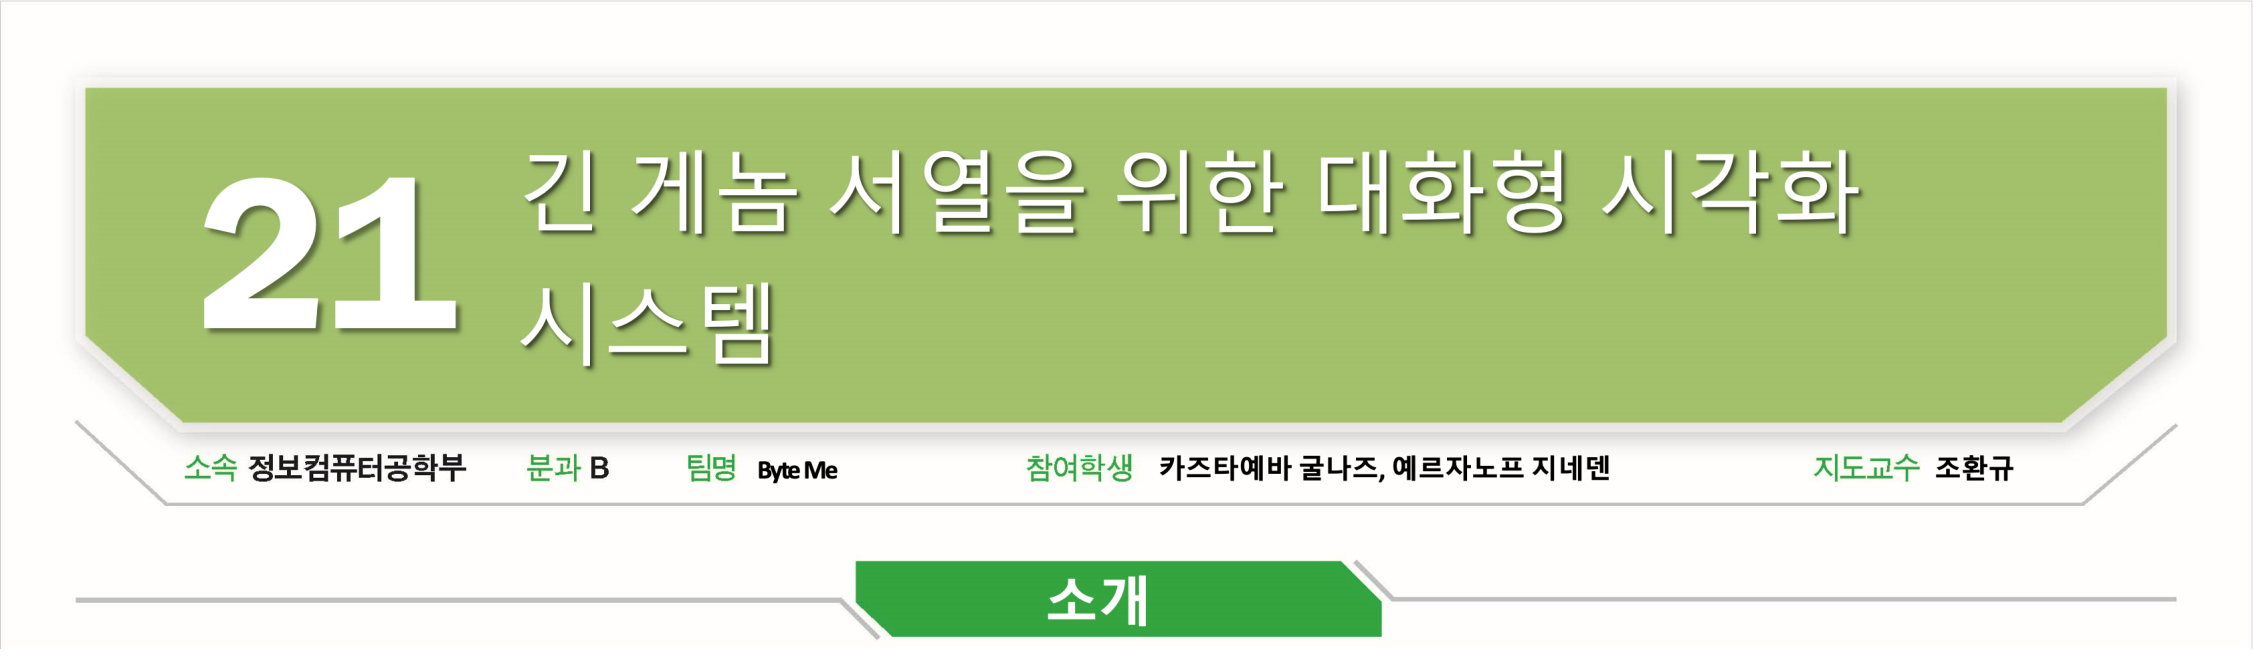 21
긴 게놈 서열을 위한 대화형 시각화
시스템
소속 정보컴퓨터공학부 분과 B 팀명 Byte Me 참여학생 카즈타예바 굴나즈, 예르자노프 지네덴 지도교수 조환규
소개